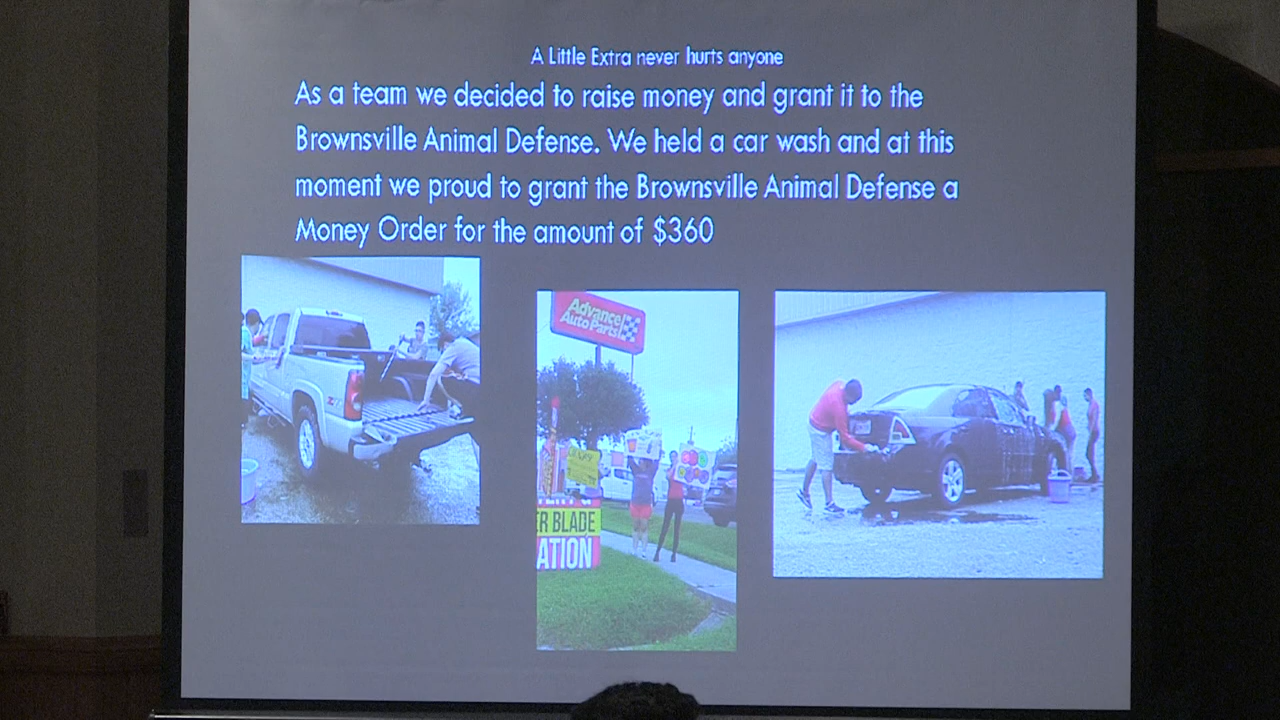 A Little Extra never hurts anyone
As a team we decided to raise money and grant it to the
Brownsville Animal Defense. We held a car wash and at this
moment we proud to grant the Brownsville Animal Defense a
Money Order for the amount of $360
Advance
Auto Parts
ER BLADE
ATION